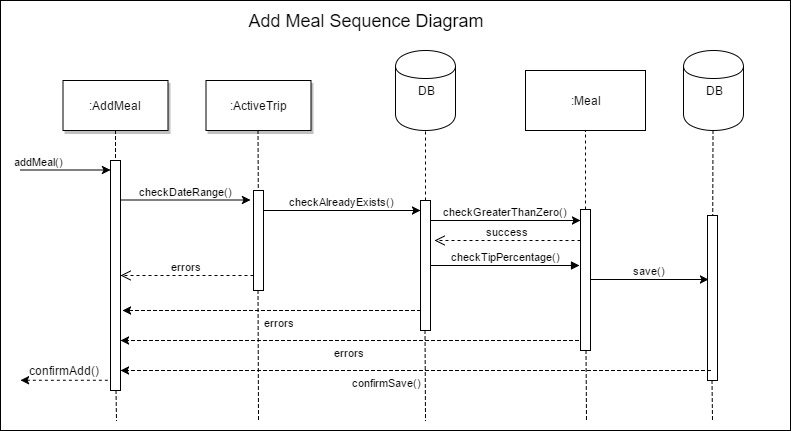 Add Meal Sequence Diagram
:AddMeal
:ActiveTrip
DB
:Meal
DB
addMeal()
checkDateRange()
checkAlreadyExists()
checkGreaterThanZero()
success
checkTipPercentage()
errors
save()
errors
errors
confirmAdd()
confirmSave()